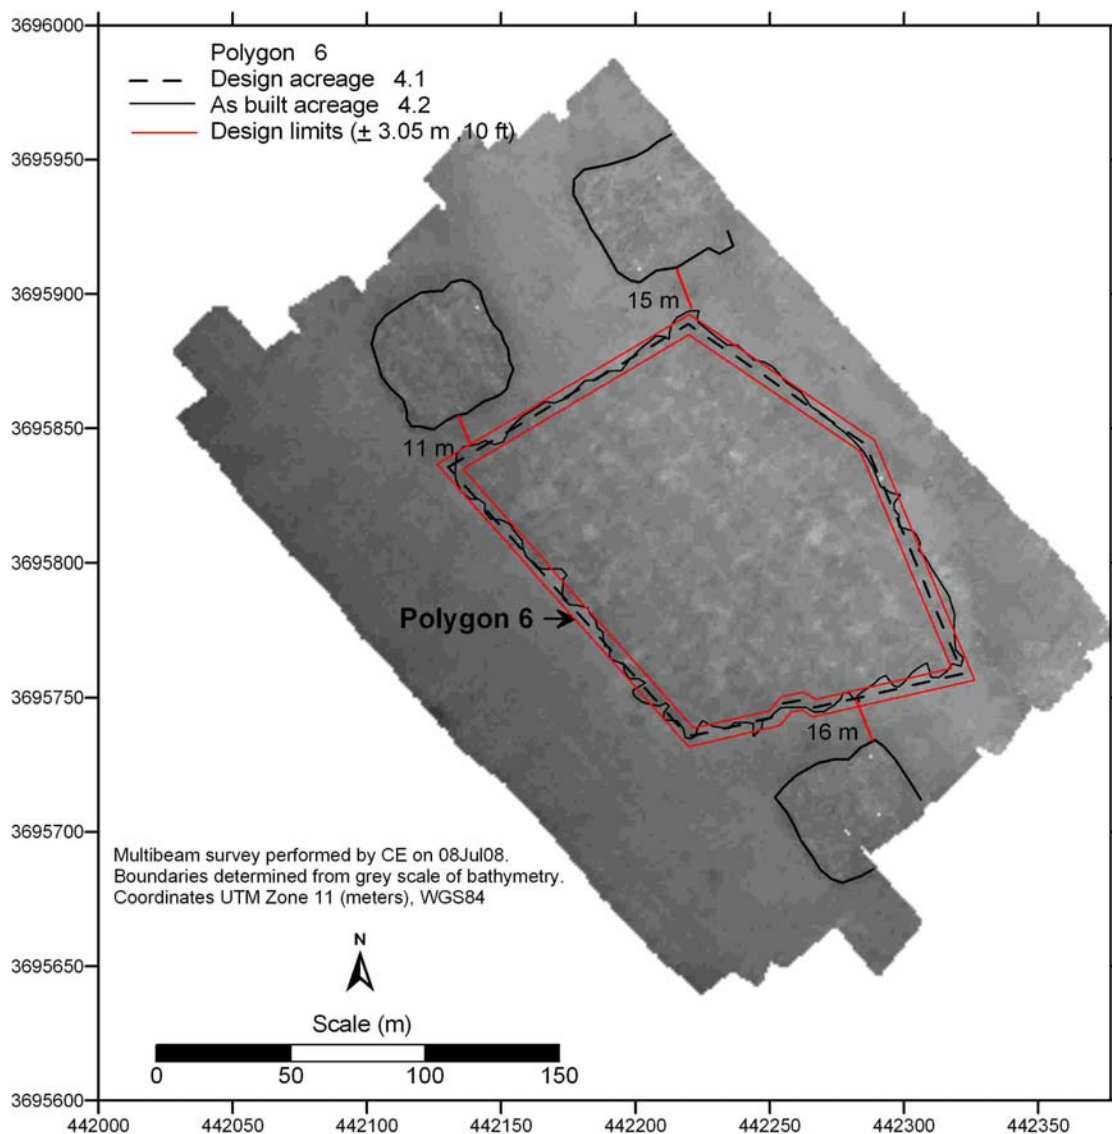 3696000
Polygon 6
Design acreage 4.1
As built acreage 4.2
Design limits (± 3.05 m ,10 ft)
3695950
3695900
15 m
3695850
11 m
3695800
Polygon 6
3695750
16 m
3695700
Multibeam survey performed by CE on 08Jul08.
Boundaries determined from grey scale of bathymetry.
Coordinates UTM Zone 11 (meters), WGS84
3695650
N
Scale (m)
0 50 100 150
3695600
442000 442050 442100 442150 442200 442250 442300 442350